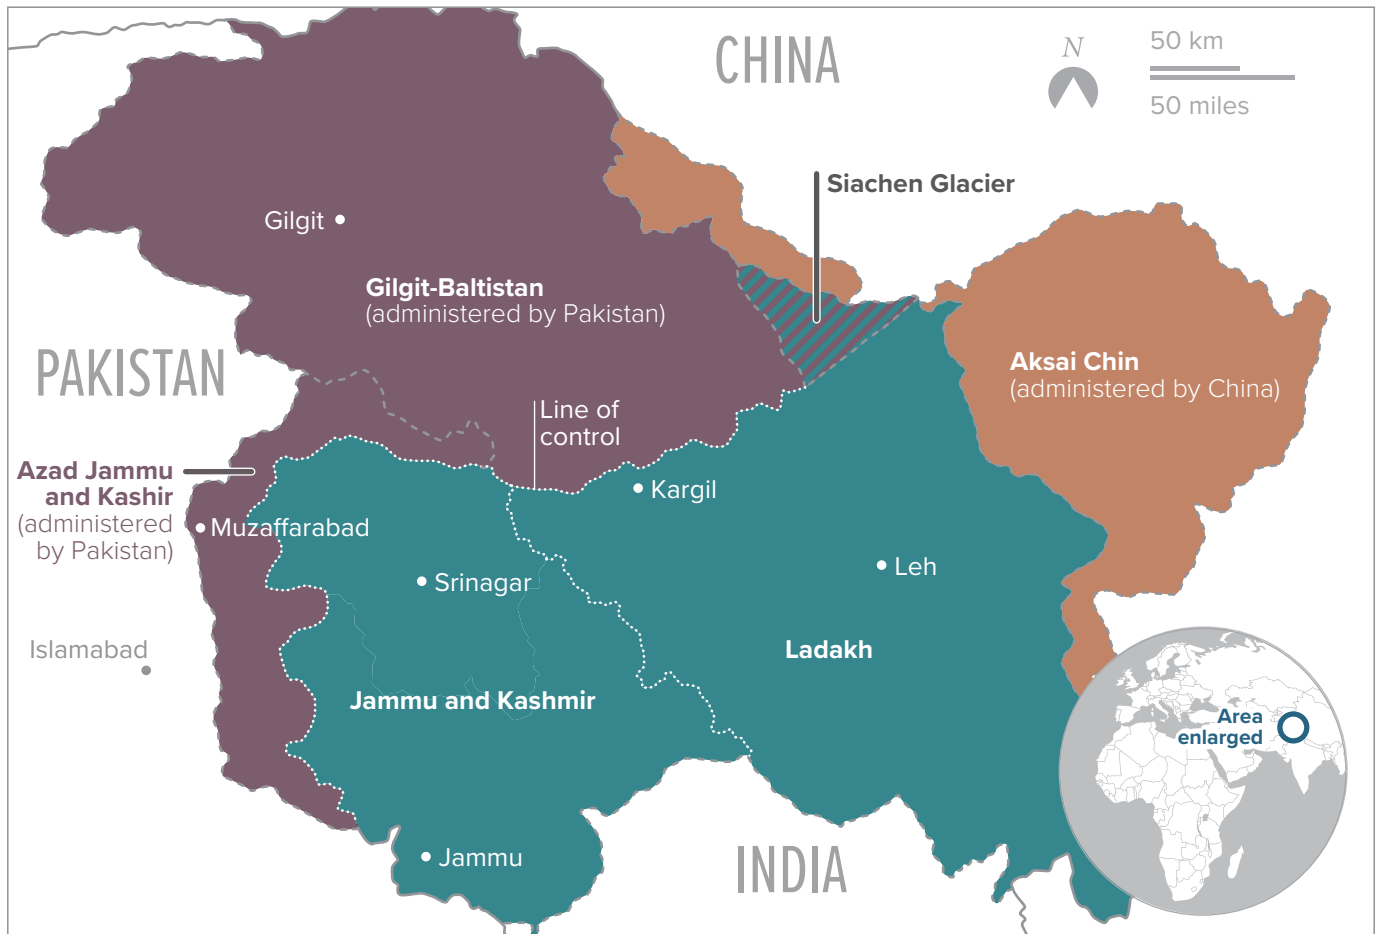 CHINA
N
50 km
50 miles
Siachen Glacier
Gilgit
Gilgit-Baltistan
(administered by Pakistan)
PAKISTAN
Aksai Chin
(administered by China)
Line of
control
Azad Jammu
and Kashir
(administered
by Pakistan)
Kargil
Muzaffarabad
Srinagar
Leh
Islamabad
Ladakh
Jammu and Kashmir
Area
enlarged
Jammu
INDIA